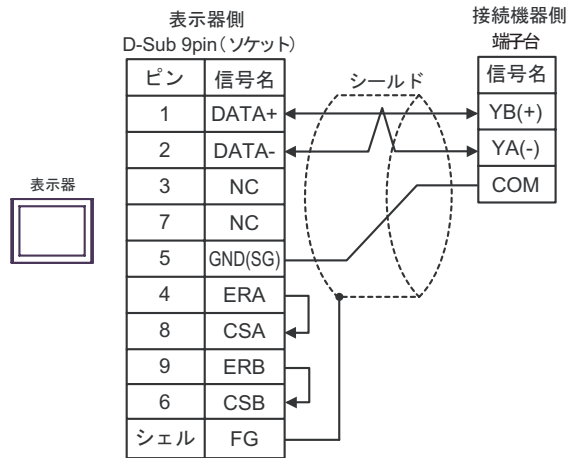 表示器側
D-Sub 9pin（ソケット）
接続機器側
端子台
ピン 信号名
シールド
信号名
1 DATA+
YB(+)
2 DATA-
YA(-)
3 NC
COM
表示器
7 NC
5 GND(SG)
4 ERA
8 CSA
9 ERB
6 CSB
シェル FG